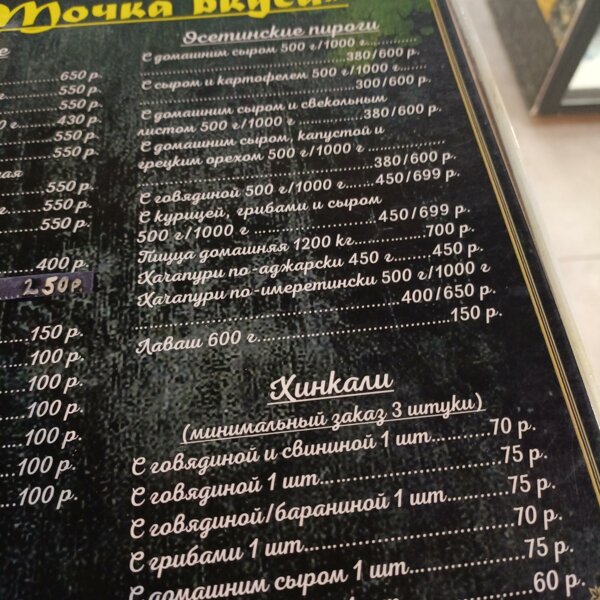 Точка вкуса"
е
650 р.
г 550 р.
550 р.
г 430 р.
550 р.
550 р.
ная
550 р.
г 550 р.
550 р.
400 р.
250р.
150 р.
100 р.
100 р.
100 р.
100 р.
100 р.
100 р.
Осетинские пироги
С домашним сыром 500 г/1000 г
380/600 р.
С сыром и картофелем 500 г/1000 г
300/600 р.
С домашним сыром и свекольным
листом 500 г/1000 г 380/600 р.
С домашним сыром, капустой и
грецким орехом 500 г/1000 г
380/600 р.
С говядиной 500 г/1000 г 450/699 р.
С курицей, грибами и сыром
500 г/1000 г 450/699 р.
Пицца домашняя 1200 кг 700 р.
Хачапури по-аджарски 450 г 450 р.
Хачапури по-имеретински 500 г/1000 г
400/650 р.
Лаваш 600 г. 150 р.
Хинкали
(минимальный заказ 3 штуки)
С говядиной и свининой 1 шт. 70 р.
С говядиной 1 шт 75 р.
С говядиной/бараниной 1 шт. 75 р.
С грибами 1 шт 70 р.
С домашним сыром 1 шт 75 р.
60 р.